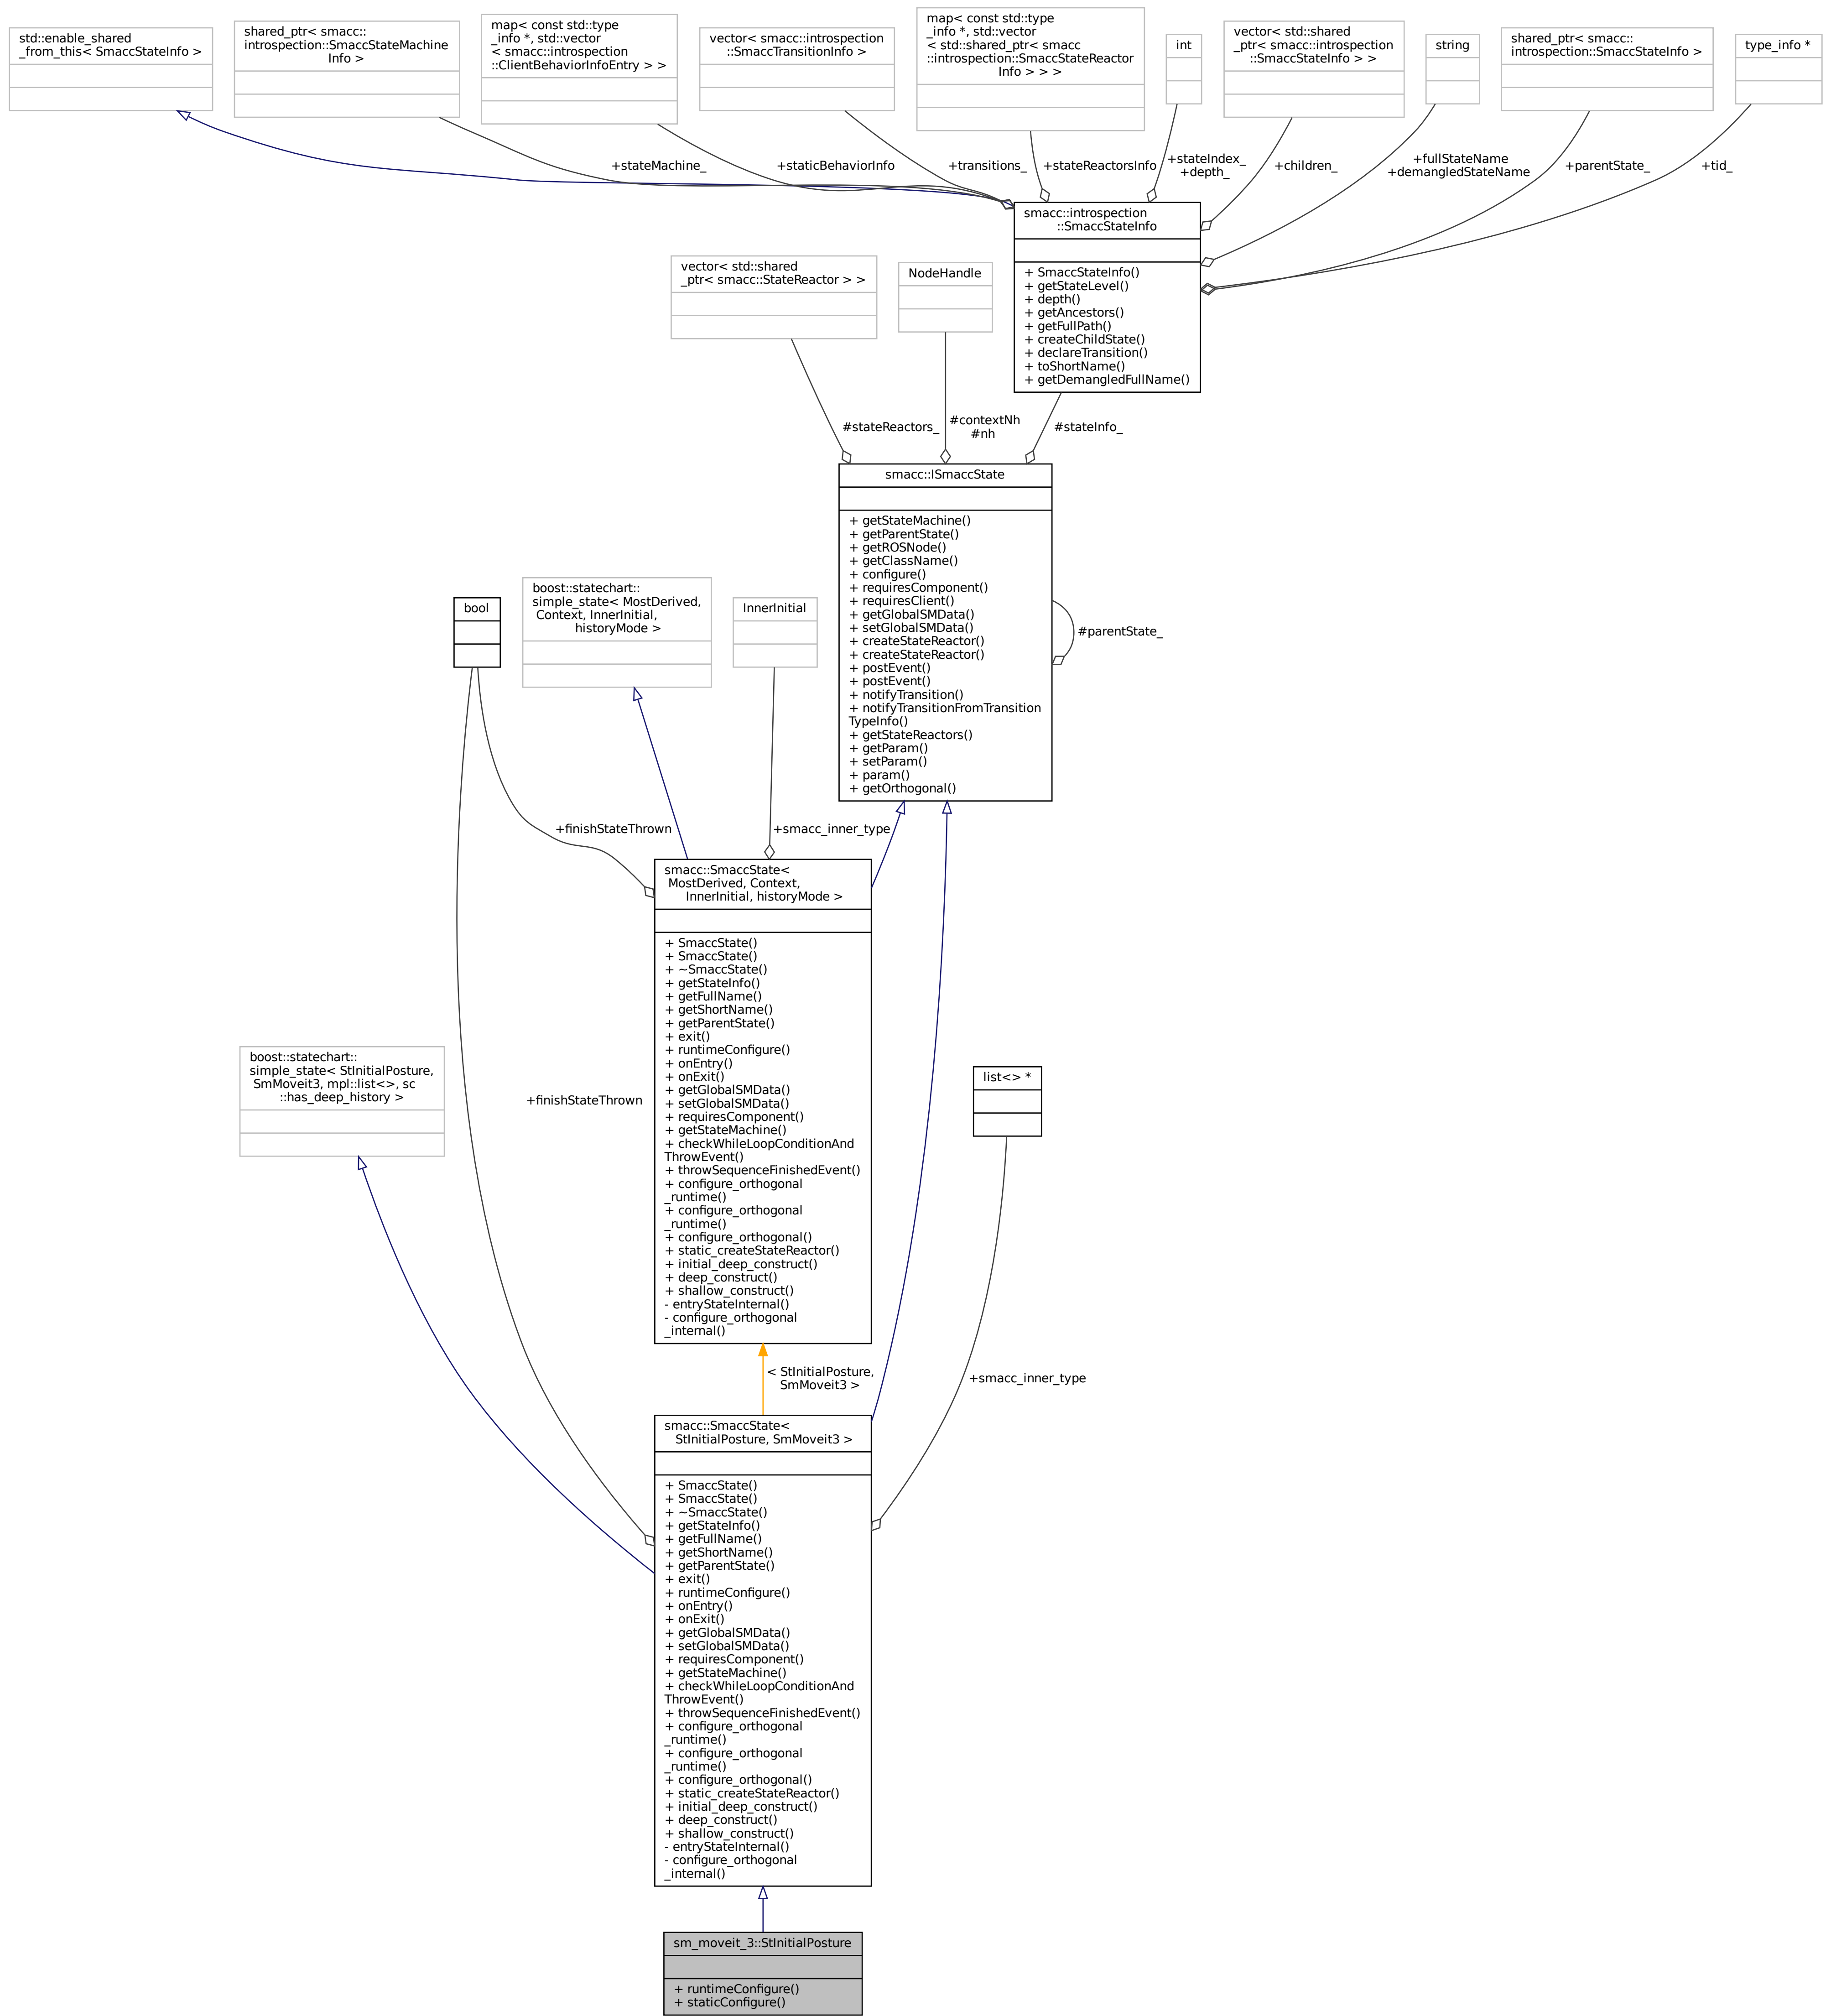 std::enable_shared
_from_this< SmaccStateInfo >
shared_ptr< smacc::
introspection::SmaccStateMachine
Info >
map< const std::type
_info *, std::vector
< smacc::introspection
::ClientBehaviorInfoEntry > >
vector< smacc::introspection
::SmaccTransitionInfo >
map< const std::type
_info *, std::vector
< std::shared_ptr< smacc
::introspection::SmaccStateReactor
Info > > >
int
vector< std::shared
_ptr< smacc::introspection
::SmaccStateInfo > >
string
shared_ptr< smacc::
introspection::SmaccStateInfo >
type_info *
+stateMachine_
+staticBehaviorInfo
+transitions_
+stateReactorsInfo
+stateIndex_
+depth_
+children_
+fullStateName
+demangledStateName
+parentState_
+tid_
smacc::introspection
::SmaccStateInfo
+ SmaccStateInfo()
+ getStateLevel()
+ depth()
+ getAncestors()
+ getFullPath()
+ createChildState()
+ declareTransition()
+ toShortName()
+ getDemangledFullName()
vector< std::shared
_ptr< smacc::StateReactor > >
NodeHandle
#stateReactors_
#contextNh
#nh
#stateInfo_
smacc::ISmaccState
+ getStateMachine()
+ getParentState()
+ getROSNode()
+ getClassName()
+ configure()
+ requiresComponent()
+ requiresClient()
+ getGlobalSMData()
+ setGlobalSMData()
+ createStateReactor()
+ createStateReactor()
+ postEvent()
+ postEvent()
+ notifyTransition()
+ notifyTransitionFromTransition
TypeInfo()
+ getStateReactors()
+ getParam()
+ setParam()
+ param()
+ getOrthogonal()
#parentState_
bool
boost::statechart::
simple_state< MostDerived,
Context, InnerInitial,
historyMode >
InnerInitial
+finishStateThrown
+smacc_inner_type
smacc::SmaccState<
MostDerived, Context,
InnerInitial, historyMode >
+ SmaccState()
+ SmaccState()
+ ~SmaccState()
+ getStateInfo()
+ getFullName()
+ getShortName()
+ getParentState()
+ exit()
+ runtimeConfigure()
+ onEntry()
+ onExit()
+ getGlobalSMData()
+ setGlobalSMData()
+ requiresComponent()
+ getStateMachine()
+ checkWhileLoopConditionAnd
ThrowEvent()
+ throwSequenceFinishedEvent()
+ configure_orthogonal
_runtime()
+ configure_orthogonal
_runtime()
+ configure_orthogonal()
+ static_createStateReactor()
+ initial_deep_construct()
+ deep_construct()
+ shallow_construct()
- entryStateInternal()
- configure_orthogonal
_internal()
boost::statechart::
simple_state< StInitialPosture,
SmMoveit3, mpl::list<>, sc
::has_deep_history >
+finishStateThrown
list<> *
< StInitialPosture,
SmMoveit3 >
+smacc_inner_type
smacc::SmaccState<
StInitialPosture, SmMoveit3 >
+ SmaccState()
+ SmaccState()
+ ~SmaccState()
+ getStateInfo()
+ getFullName()
+ getShortName()
+ getParentState()
+ exit()
+ runtimeConfigure()
+ onEntry()
+ onExit()
+ getGlobalSMData()
+ setGlobalSMData()
+ requiresComponent()
+ getStateMachine()
+ checkWhileLoopConditionAnd
ThrowEvent()
+ throwSequenceFinishedEvent()
+ configure_orthogonal
_runtime()
+ configure_orthogonal
_runtime()
+ configure_orthogonal()
+ static_createStateReactor()
+ initial_deep_construct()
+ deep_construct()
+ shallow_construct()
- entryStateInternal()
- configure_orthogonal
_internal()
sm_moveit_3::StInitialPosture
+ runtimeConfigure()
+ staticConfigure()